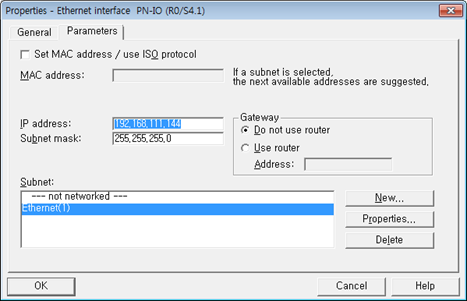 Properties - Ethernet interface PN-IO (R0/S4.1)
General
Parameters
Set MAC address / use ISO protocol
MAC address:
If a subnet is selected,
the next available addresses are suggested.
IP address:
192.168.111.144
Subnet mask:
255.255.255.0
Gateway
Do not use router
Use router
Address:
Subnet:
--- not networked ---
Ethernet(1)
New...
Properties...
Delete
OK
Cancel
Help